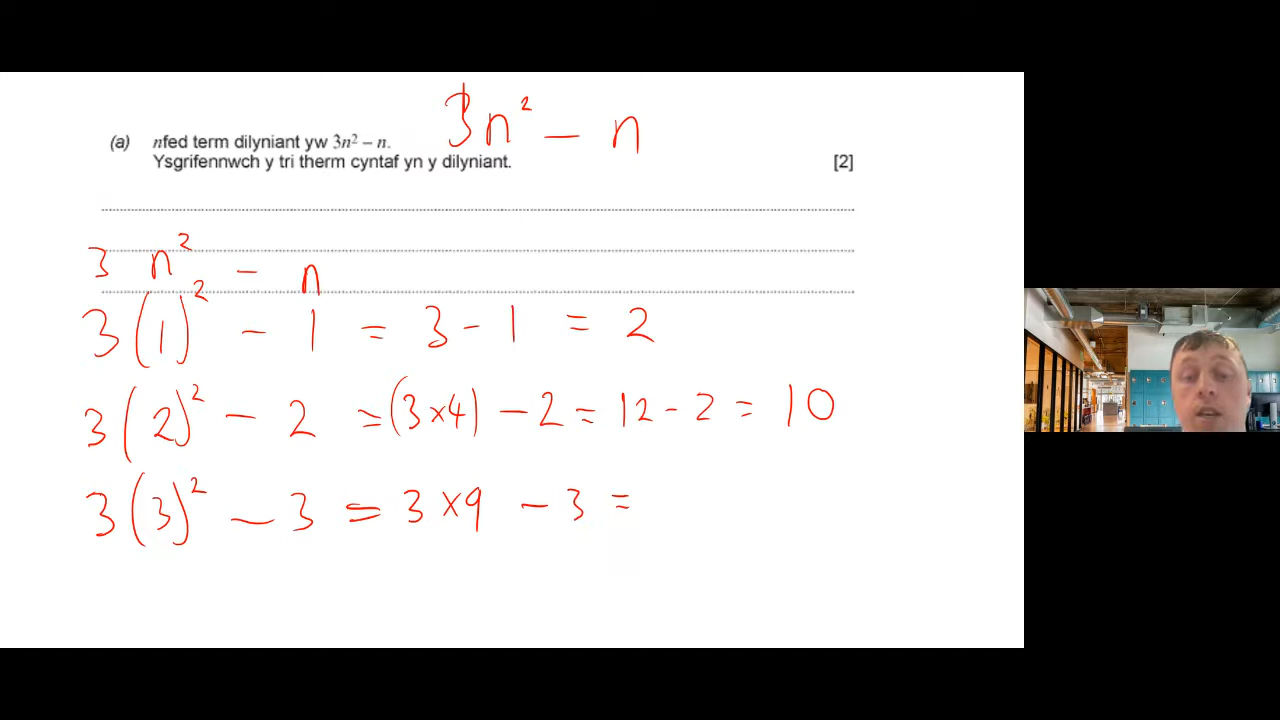 3n² − n
(a) nfed term dilyniant yw 3n² – n.
Ysgrifennwch y tri therm cyntaf yn y dilyniant. [2]
3 n² − n
3(1)² − 1 = 3 − 1 = 2
3(2)² − 2 = (3×4) − 2 = 12 − 2 = 10
3(3)² − 3 = 3×9 − 3 =